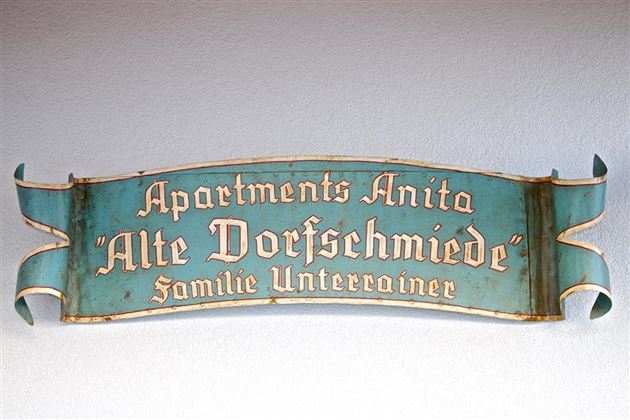 Apartments Anita
"Alte Dorfschmiede"
Familie Unterrainer